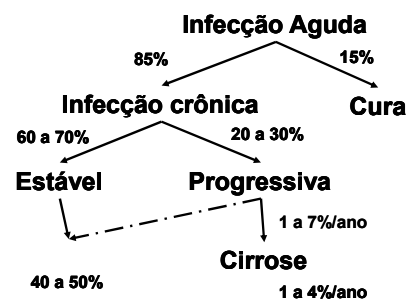 Infecção Aguda
85%
15%
Infecção crônica
Cura
60 a 70%
20 a 30%
Estável
Progressiva
1 a 7%/ano
Cirrose
40 a 50%
1 a 4%/ano